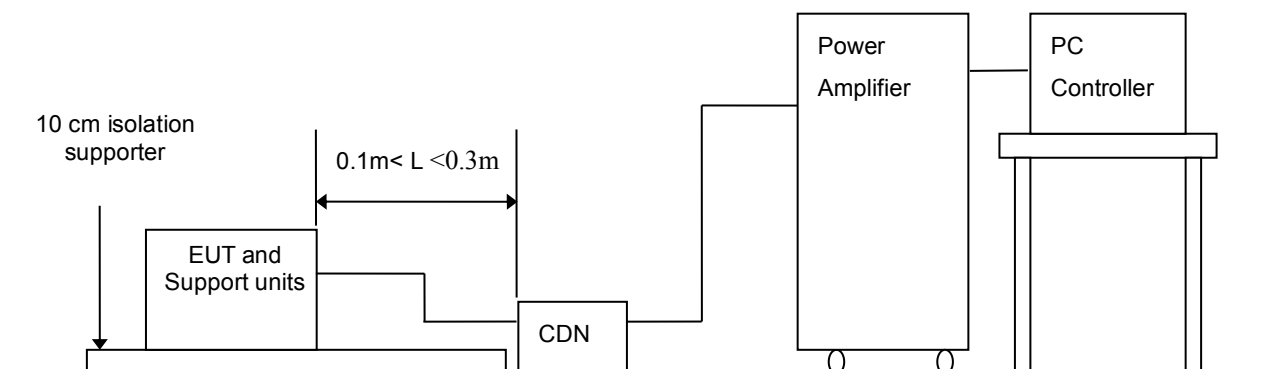 10 cm isolation
supporter
0.1m< L <0.3m
EUT and
Support units
CDN
Power
Amplifier
PC
Controller